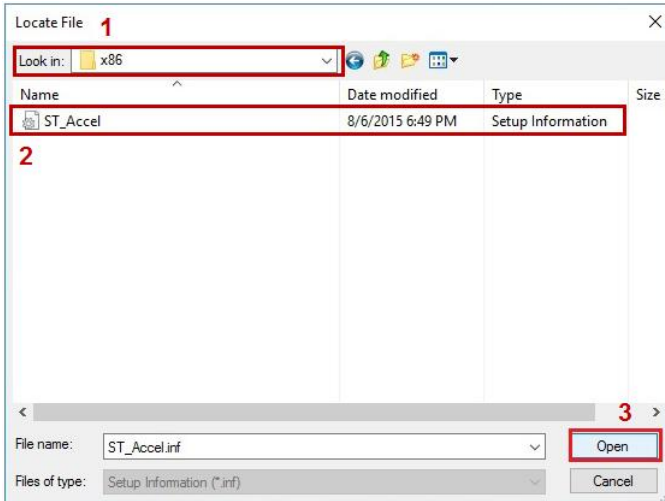 Locate File 1
Look in: x86
Name Date modified Type Size
ST_Accel 8/6/2015 6:49 PM Setup Information
2
3
File name: ST_Accel.inf Open
Files of type: Setup Information (*.inf) Cancel